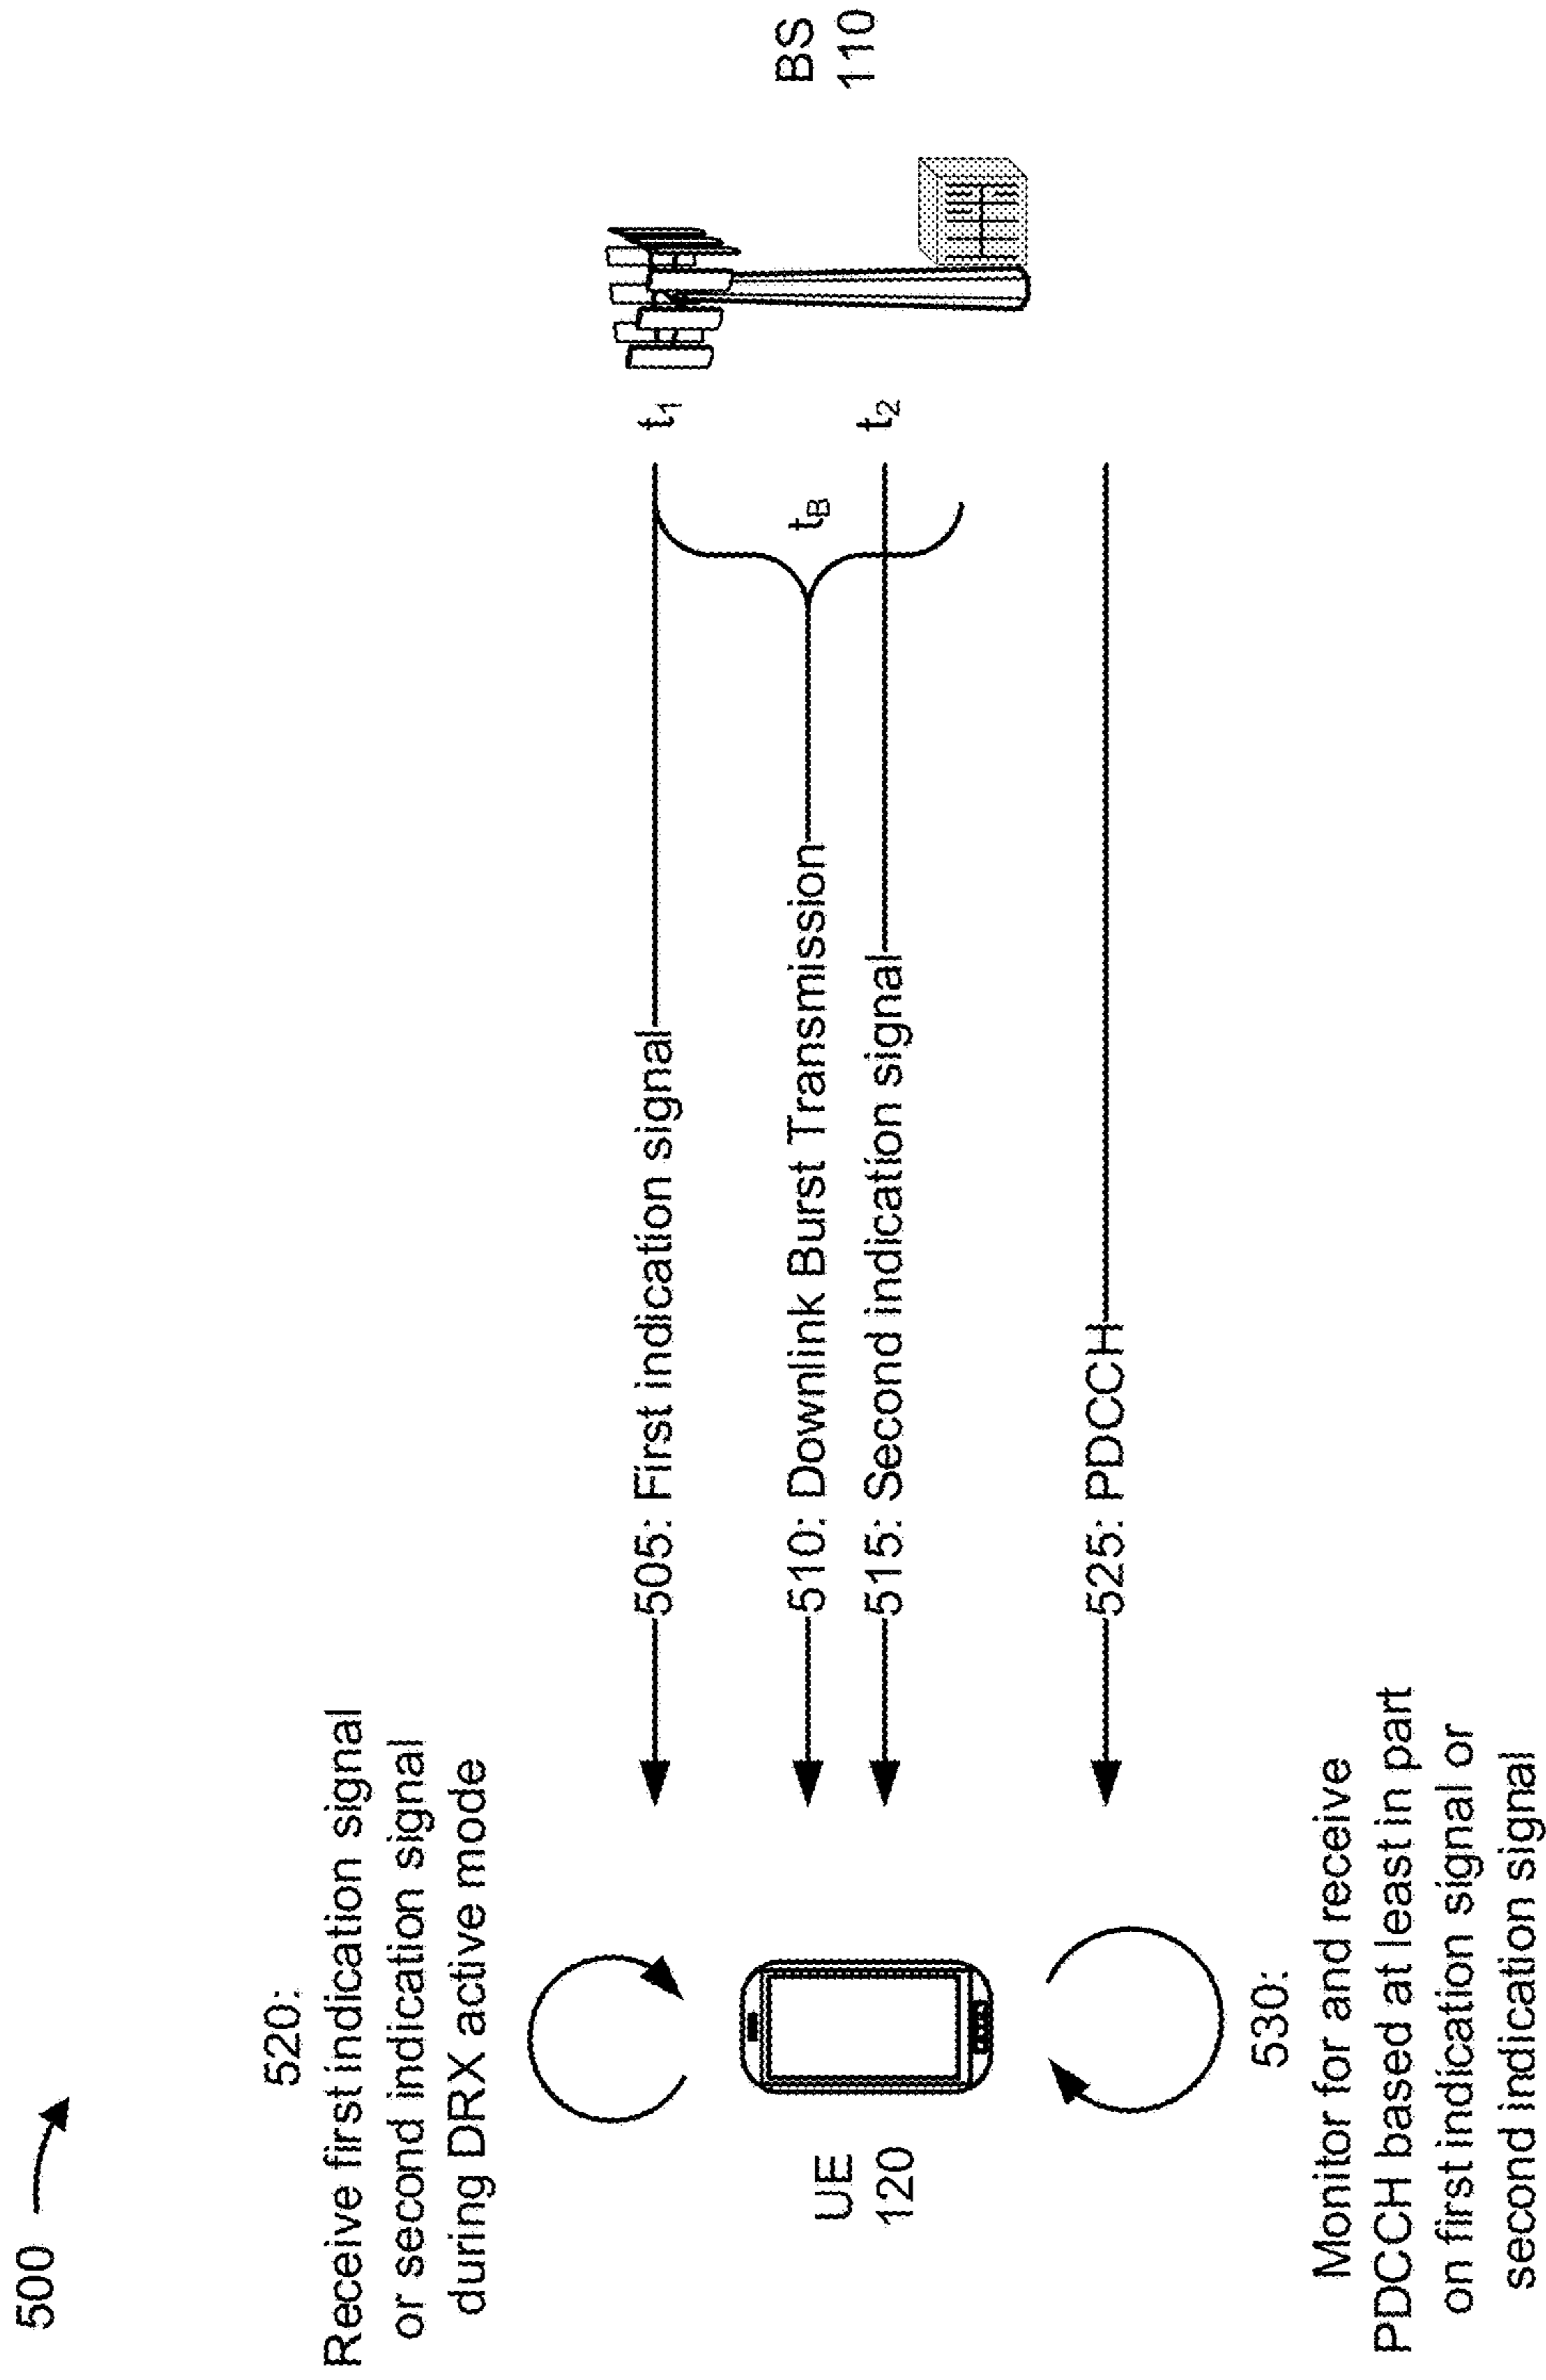 500
520:
Receive first indication signal
or second indication signal
during DRX active mode
UE
120
BS
110
505: First indication signal
t1
510: Downlink Burst Transmission
tB
515: Second indication signal
t2
525: PDCCH
530:
Monitor for and receive
PDCCH based at least in part
on first indication signal or
second indication signal